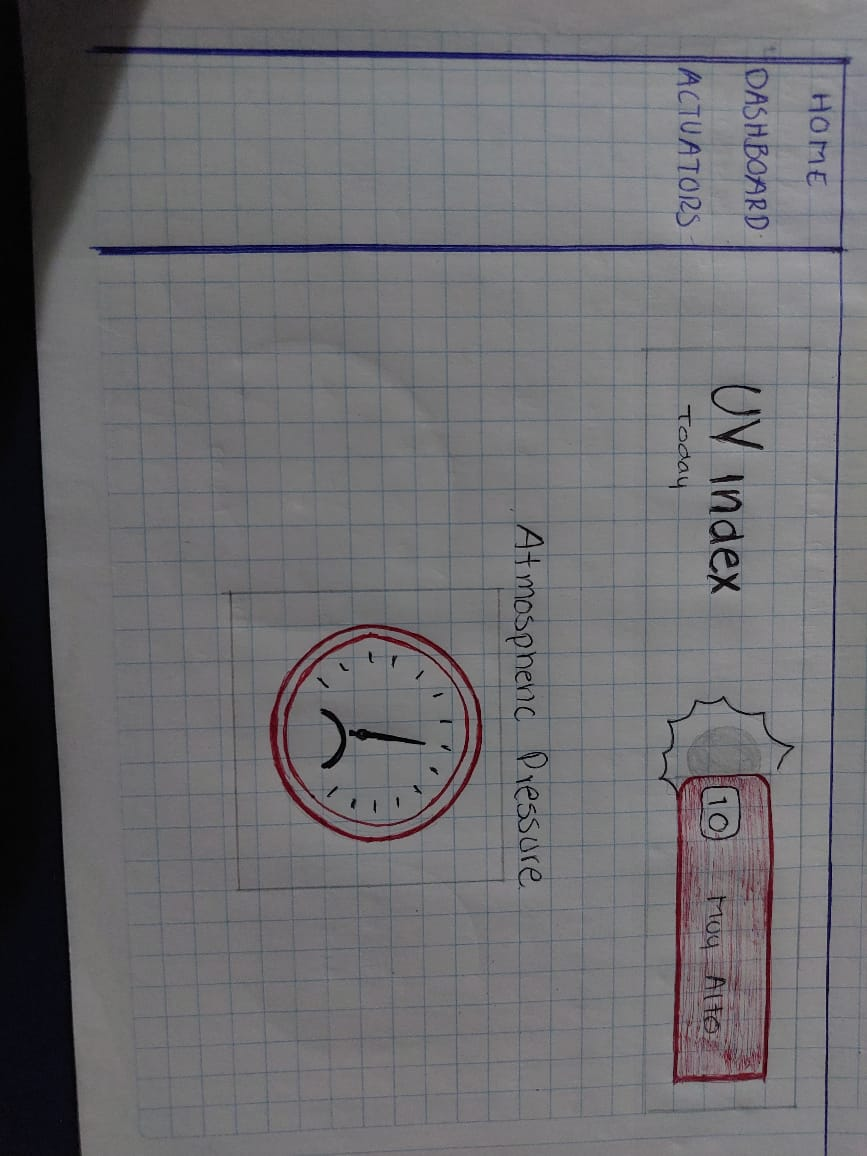 HOME
DASHBOARD
ACTUATORS
UV index
Today
10 Muy Alto
Atmospheric Pressure